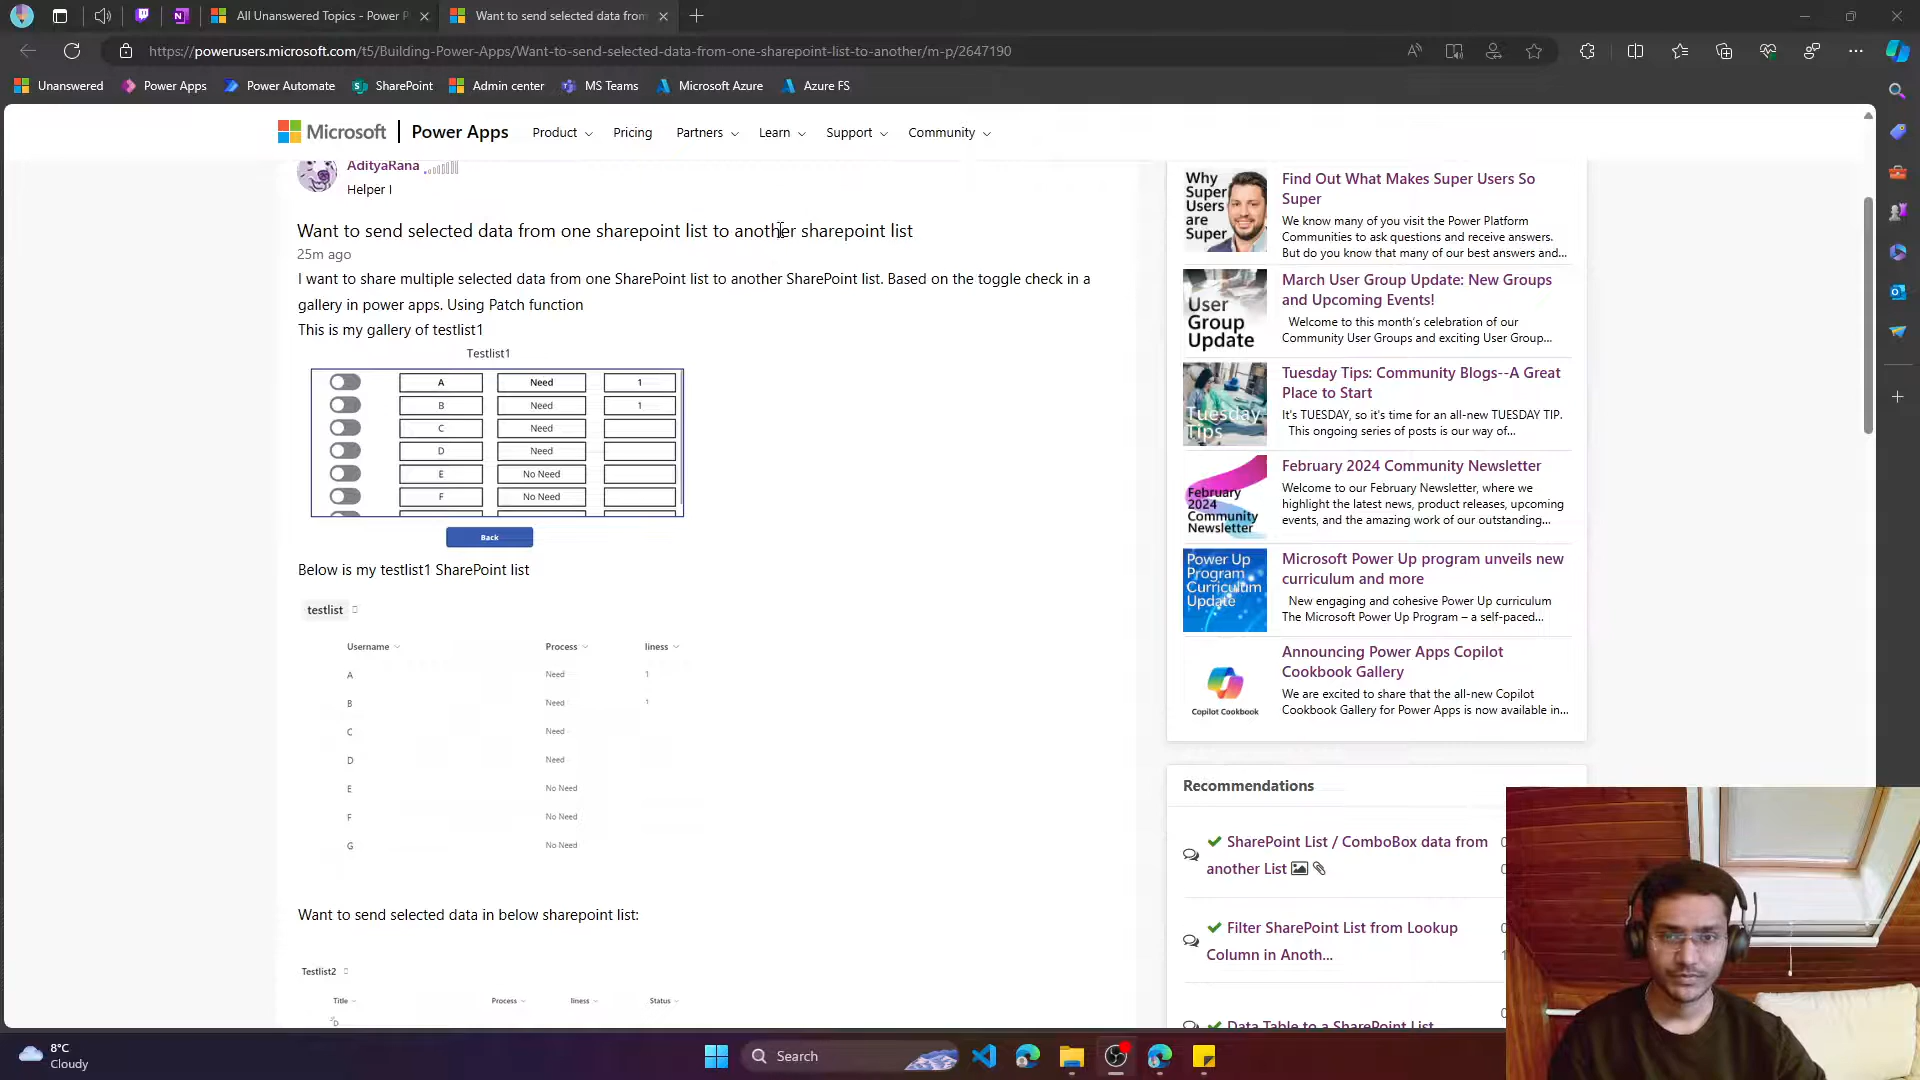 All Unanswered Topics - Power P
Want to send selected data from
https://powerusers.microsoft.com/t5/Building-Power-Apps/Want-to-send-selected-data-from-one-sharepoint-list-to-another/m-p/2647190
Unanswered
Power Apps
Power Automate
SharePoint
Admin center
MS Teams
Microsoft Azure
Azure FS
Microsoft
Power Apps
Product
Pricing
Partners
Learn
Support
Community
AdityaRana
Helper I
Want to send selected data from one sharepoint list to another sharepoint list
25m ago
I want to share multiple selected data from one SharePoint list to another SharePoint list. Based on the toggle check in a
gallery in power apps. Using Patch function
This is my gallery of testlist1
Testlist1
A Need 1
B Need 1
C Need
D Need
E No Need
F No Need
Back
Below is my testlist1 SharePoint list
testlist
Username Process liness
A Need 1
B Need 1
C Need
D Need
E No Need
F No Need
G No Need
Want to send selected data in below sharepoint list:
Testlist2
Title Process liness Status
D
Why
Super
Users
are
Super
Find Out What Makes Super Users So
Super
We know many of you visit the Power Platform
Communities to ask questions and receive answers.
But do you know that many of our best answers and...
User
Group
Update
March User Group Update: New Groups
and Upcoming Events!
Welcome to this month's celebration of our
Community User Groups and exciting User Group...
Tuesday
Tips
Tuesday Tips: Community Blogs--A Great
Place to Start
It's TUESDAY, so it's time for an all-new TUESDAY TIP.
This ongoing series of posts is our way of...
February
2024
Community
Newsletter
February 2024 Community Newsletter
Welcome to our February Newsletter, where we
highlight the latest news, product releases, upcoming
events, and the amazing work of our outstanding...
Power Up
Program
Curriculum
Update
Microsoft Power Up program unveils new
curriculum and more
New engaging and cohesive Power Up curriculum
The Microsoft Power Up Program – a self-paced...
Copilot Cookbook
Announcing Power Apps Copilot
Cookbook Gallery
We are excited to share that the all-new Copilot
Cookbook Gallery for Power Apps is now available in...
Recommendations
SharePoint List / ComboBox data from
another List
Filter SharePoint List from Lookup
Column in Anoth...
Data Table to a SharePoint List
8°C
Cloudy
Search